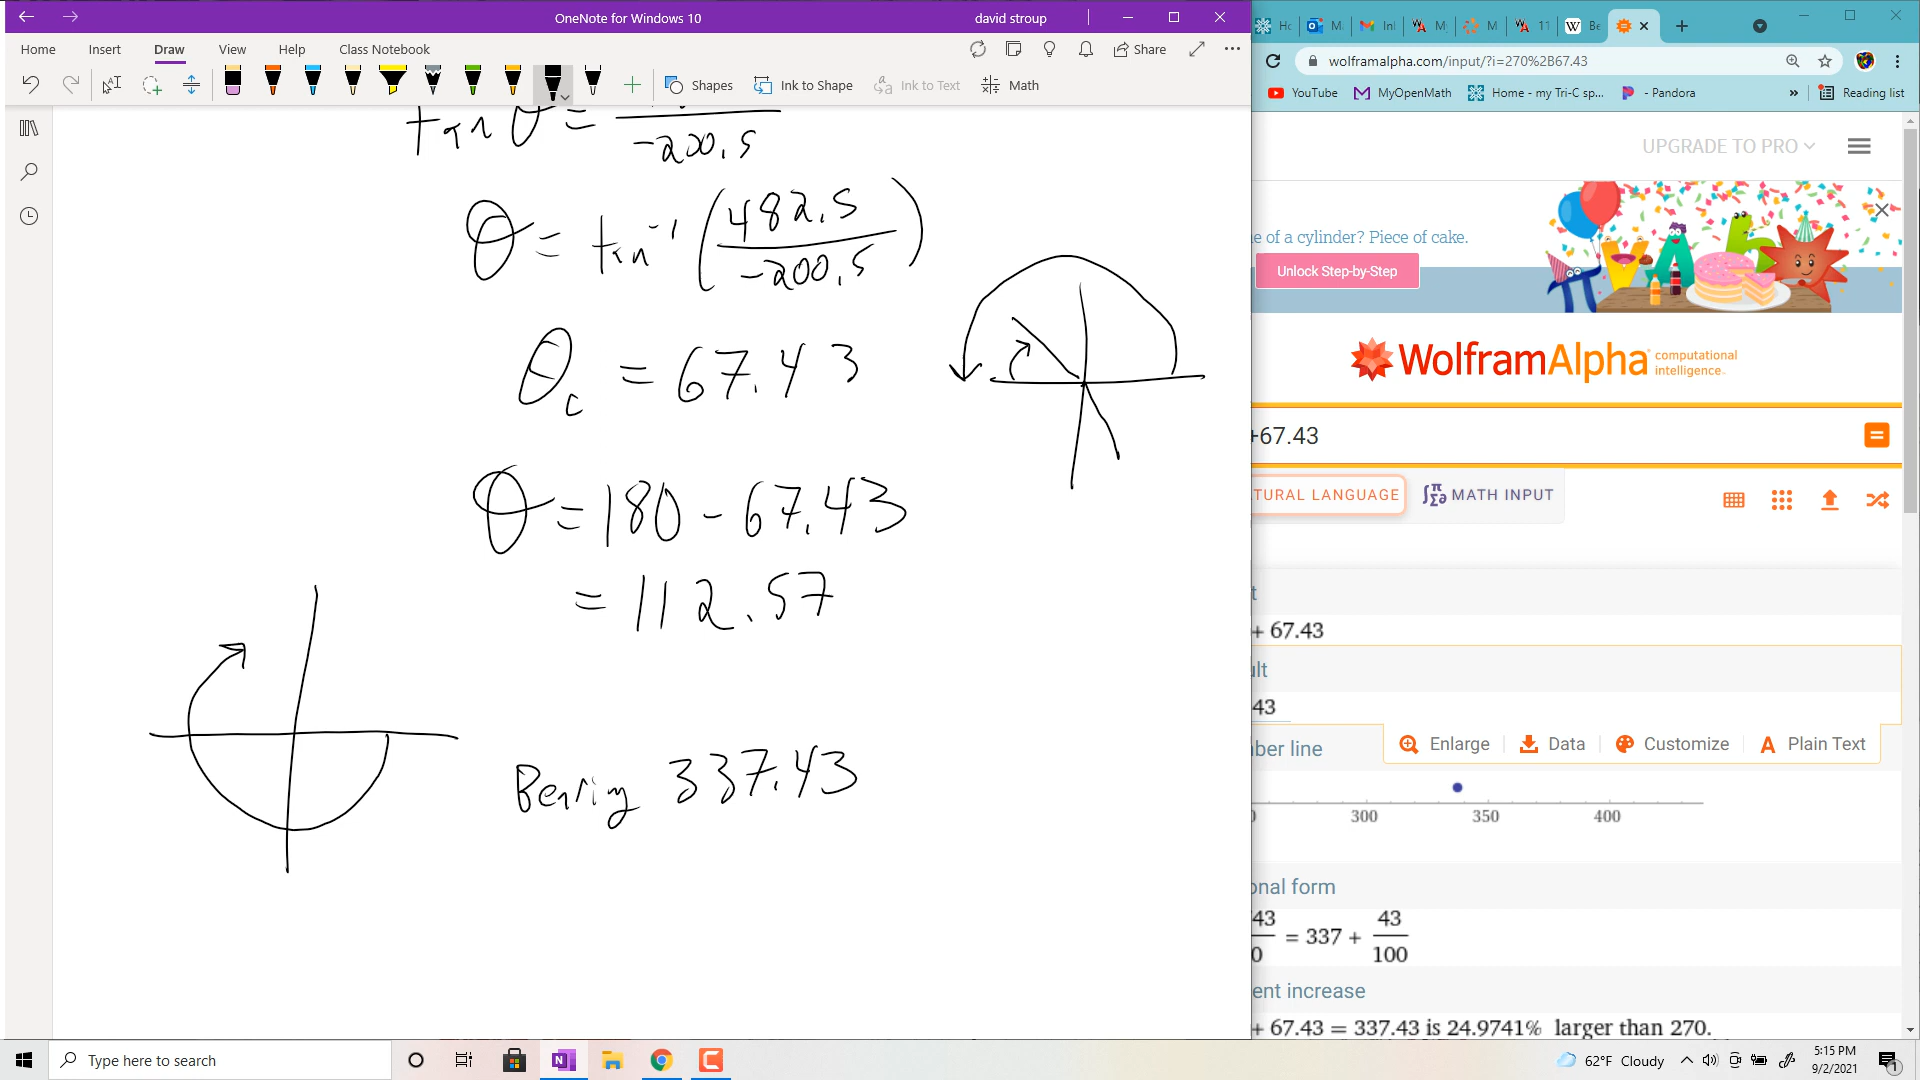 OneNote for Windows 10
david stroup
Home Insert Draw View Help Class Notebook
Share
Shapes Ink to Shape Ink to Text Math
tan θ =
-200.5
θ = tan⁻¹ (482.5 / -200.5)
θc = 67.43
θ = 180 - 67.43
= 112.57
Bearing 337.43
wolframalpha.com/input/?i=270%2B67.43
YouTube MyOpenMath Home - my Tri-C sp... - Pandora » Reading list
UPGRADE TO PRO
e of a cylinder? Piece of cake.
Unlock Step-by-Step
WolframAlpha computational intelligence.
+67.43
TURAL LANGUAGE MATH INPUT
t
+ 67.43
ult
43
ber line
Enlarge Data Customize Plain Text
300 350 400
onal form
43/0 = 337 + 43/100
ent increase
+ 67.43 = 337.43 is 24.9741% larger than 270.
Type here to search
62°F Cloudy
5:15 PM
9/2/2021
1